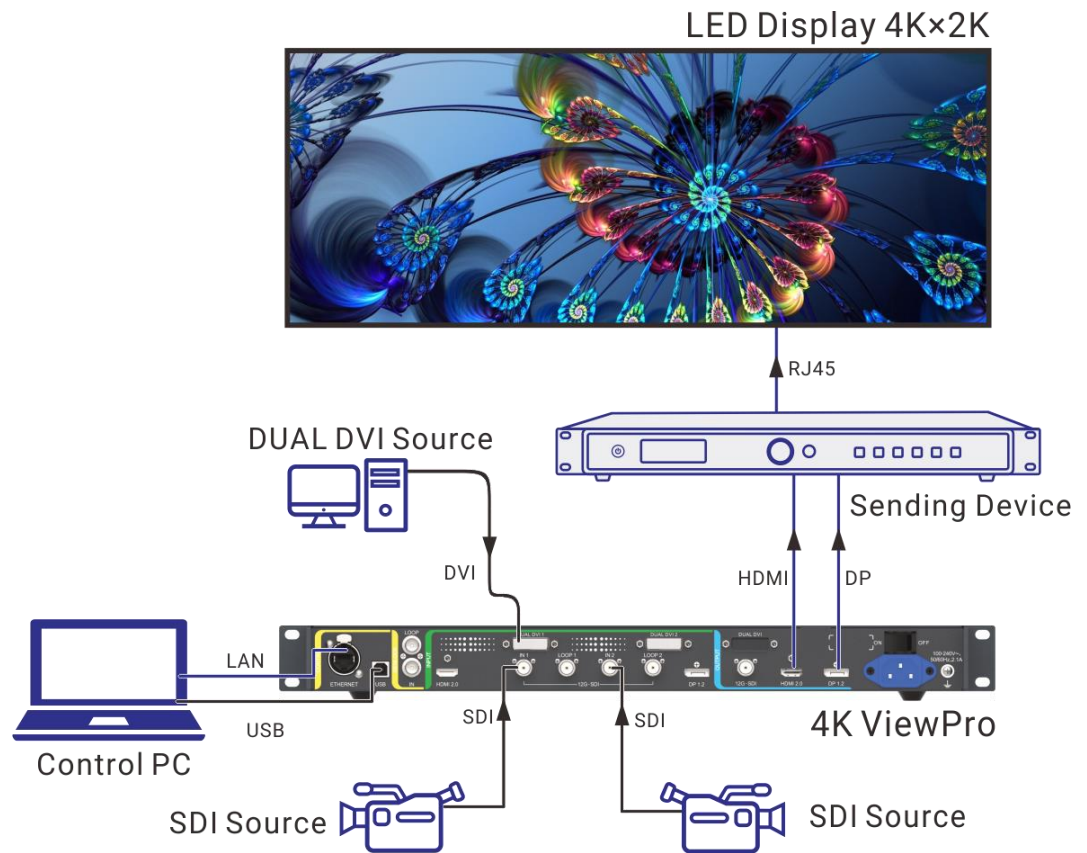 LED Display 4K×2K
RJ45
DUAL DVI Source
Sending Device
DVI
HDMI
DP
LAN
USB
LOOP
IN
ETHERNET
USB
INPUT
HDMI 2.0
DUAL DVI 1
IN 1
LOOP 1
DUAL DVI 2
IN 2
LOOP 2
12G-SDI
DP 1.2
OUTPUT
DUAL DVI
12G-SDI
HDMI 2.0
DP 1.2
ON
OFF
SDI
SDI
4K ViewPro
Control PC
SDI Source
SDI Source